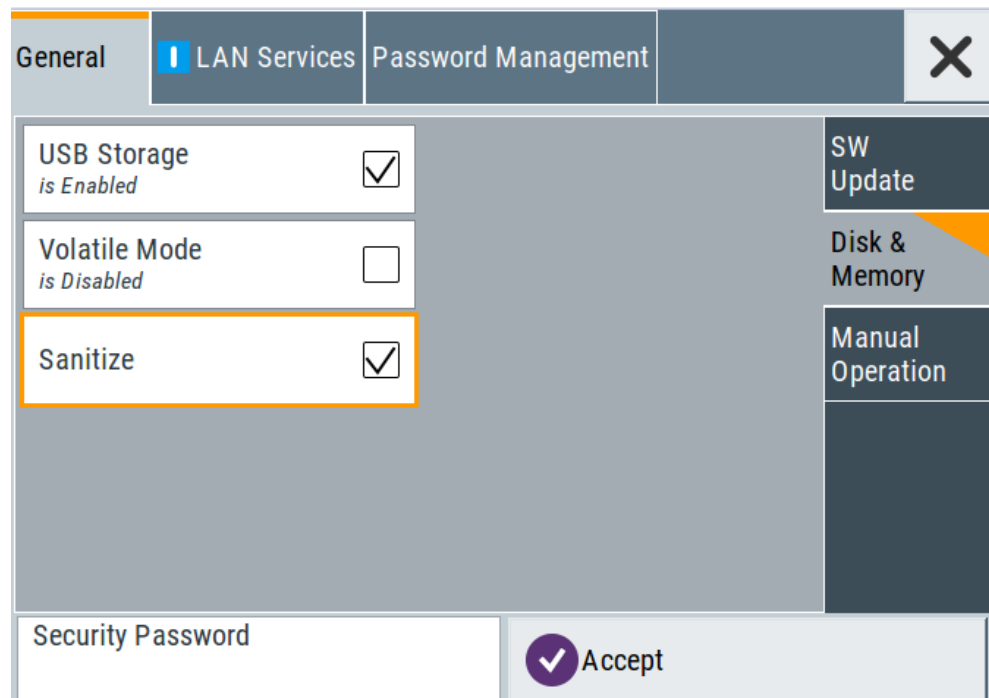 General
LAN Services
Password Management
USB Storage
is Enabled
Volatile Mode
is Disabled
Sanitize
SW
Update
Disk &
Memory
Manual
Operation
Security Password
Accept